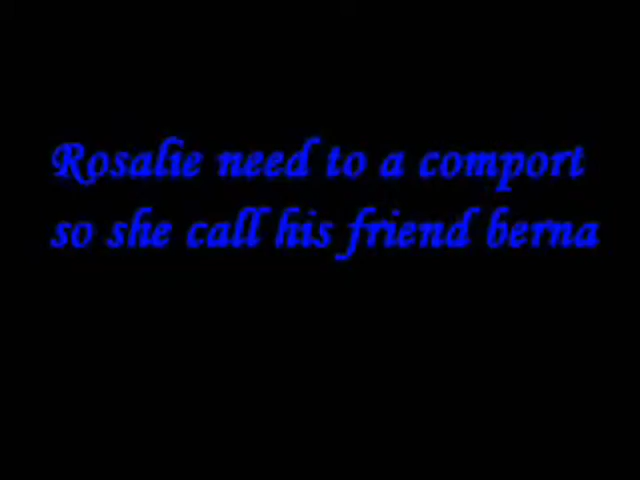 Rosalie need to a comport
so she call his friend berna